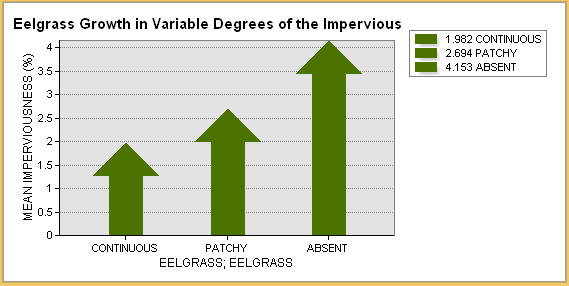 Eelgrass Growth in Variable Degrees of the Impervious
1.982 CONTINUOUS
2.694 PATCHY
4.153 ABSENT
MEAN IMPERVIOUSNESS (%)
4
3.5
3
2.5
2
1.5
1
0.5
0
CONTINUOUS PATCHY ABSENT
EELGRASS; EELGRASS